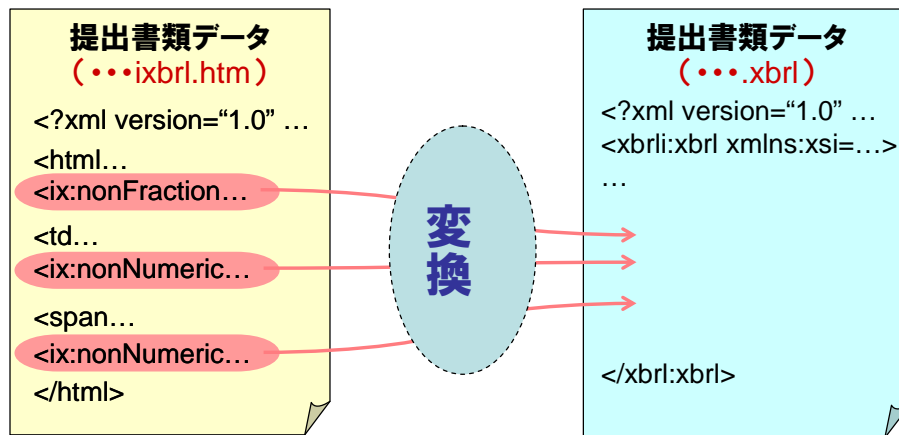 提出書類データ
(・・・ixbrl.htm)
<?xml version=“1.0” …
<html…
<ix:nonFraction…
<td…
<ix:nonNumeric…
<span…
<ix:nonNumeric…
</html>
変換
提出書類データ
(・・・.xbrl)
<?xml version=“1.0” …
<xbrli:xbrl xmlns:xsi=…>
…
</xbrl:xbrl>